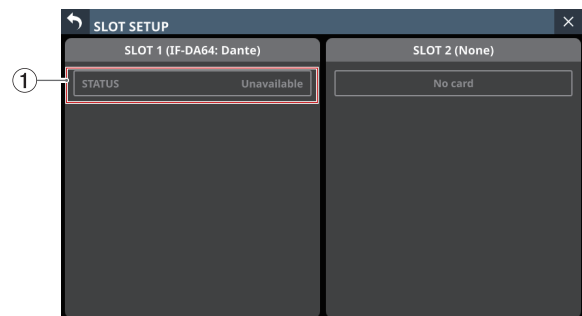 SLOT SETUP
SLOT 1 (IF-DA64: Dante)
SLOT 2 (None)
1
STATUS Unavailable
No card